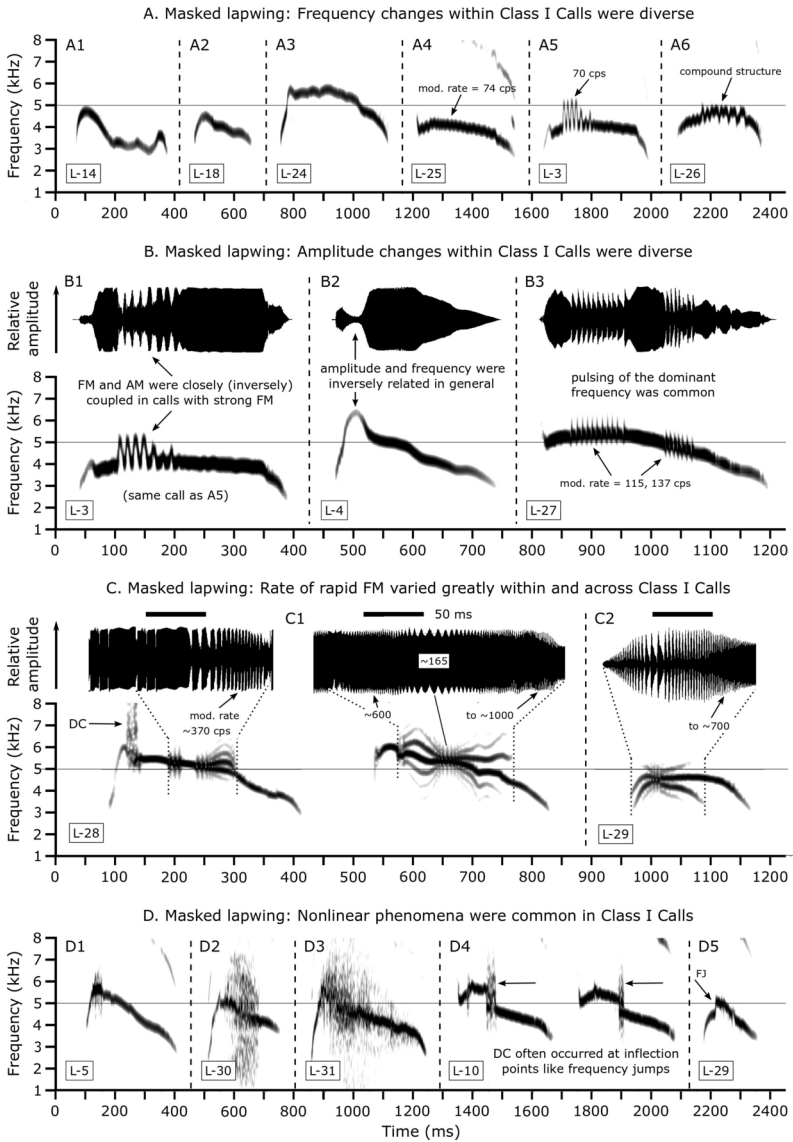 A. Masked lapwing: Frequency changes within Class I Calls were diverse
Frequency (kHz)
8
7
6
5
4
3
2
1
A1
A2
A3
A4
A5
A6
mod. rate = 74 cps
70 cps
compound structure
L-14
L-18
L-24
L-25
L-3
L-26
0 200 400 600 800 1000 1200 1400 1600 1800 2000 2200 2400
B. Masked lapwing: Amplitude changes within Class I Calls were diverse
Relative
amplitude
B1
B2
B3
FM and AM were closely (inversely)
coupled in calls with strong FM
amplitude and frequency were
inversely related in general
pulsing of the dominant
frequency was common
Frequency (kHz)
8
7
6
5
4
3
2
1
(same call as A5)
mod. rate = 115, 137 cps
L-3
L-4
L-27
0 100 200 300 400 500 600 700 800 900 1000 1100 1200
C. Masked lapwing: Rate of rapid FM varied greatly within and across Class I Calls
Relative
amplitude
C1
50 ms
C2
~165
mod. rate
~370 cps
~600
to ~1000
to ~700
DC
Frequency (kHz)
8
7
6
5
4
3
2
1
L-28
L-29
0 100 200 300 400 500 600 700 800 900 1000 1100 1200
D. Masked lapwing: Nonlinear phenomena were common in Class I Calls
Frequency (kHz)
8
7
6
5
4
3
2
1
D1
D2
D3
D4
D5
FJ
DC often occurred at inflection
points like frequency jumps
L-5
L-30
L-31
L-10
L-29
0 200 400 600 800 1000 1200 1400 1600 1800 2000 2200 2400
Time (ms)